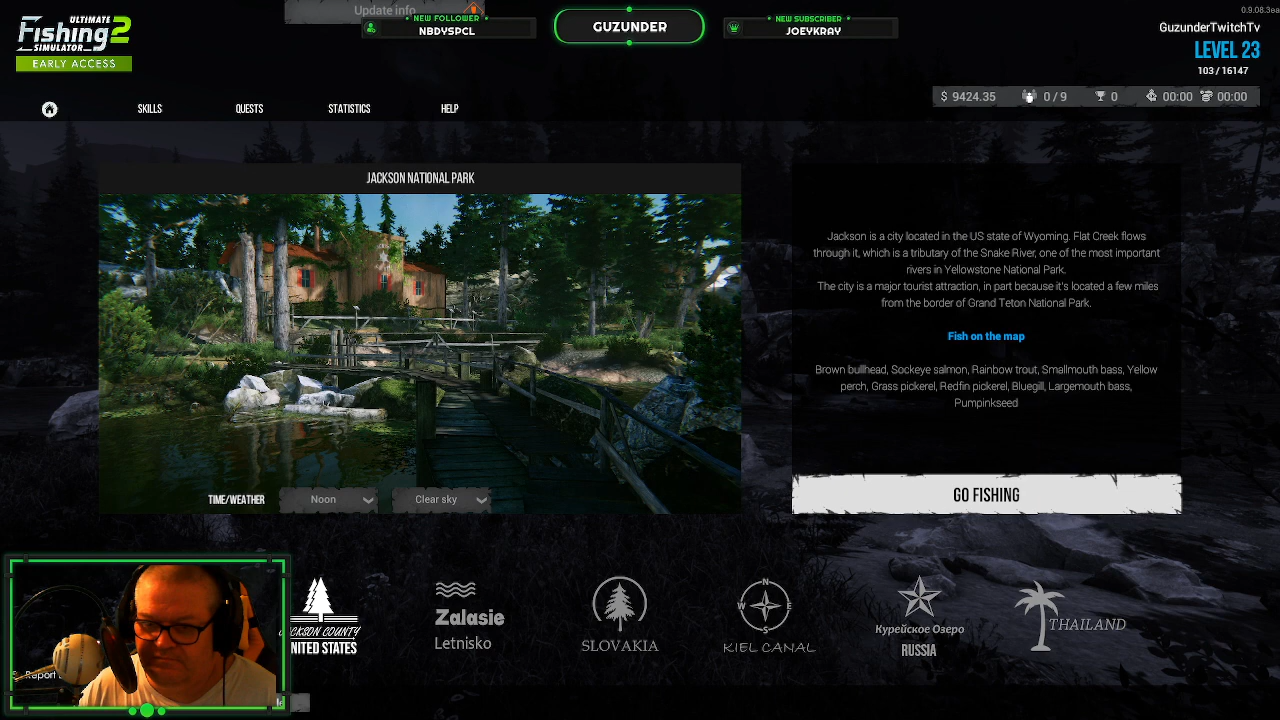 Update info
0.9.08.3ea
ULTIMATE
Fishing 2
SIMULATOR
EARLY ACCESS
NEW FOLLOWER
NBDYSPCL
GUZUNDER
NEW SUBSCRIBER
JOEYKRAY
GuzunderTwitchTv
LEVEL 23
103 / 16147
$ 9424.35 0 / 9 0 00:00 00:00
SKILLS QUESTS STATISTICS HELP
JACKSON NATIONAL PARK
TIME/WEATHER Noon Clear sky
Jackson is a city located in the US state of Wyoming. Flat Creek flows
through it, which is a tributary of the Snake River, one of the most important
rivers in Yellowstone National Park.
The city is a major tourist attraction, in part because it's located a few miles
from the border of Grand Teton National Park.
Fish on the map
Brown bullhead, Sockeye salmon, Rainbow trout, Smallmouth bass, Yellow
perch, Grass pickerel, Redfin pickerel, Bluegill, Largemouth bass,
Pumpkinseed
GO FISHING
JACKSON COUNTY
UNITED STATES
Zalasie
Letnisko
SLOVAKIA
N
W E
S
KIEL CANAL
Курейское Озеро
RUSSIA
THAILAND
Report